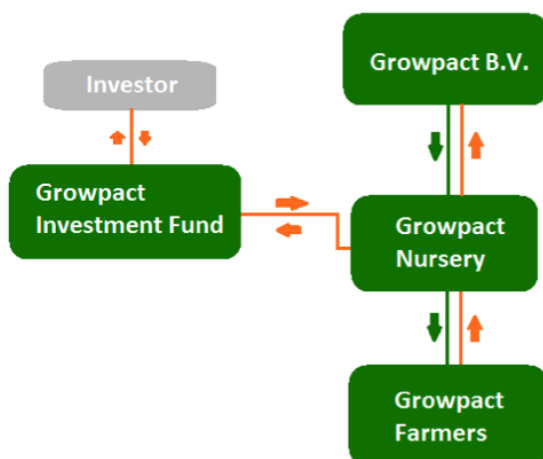 Investor
Growpact B.V.
Growpact
Investment Fund
Growpact
Nursery
Growpact
Farmers